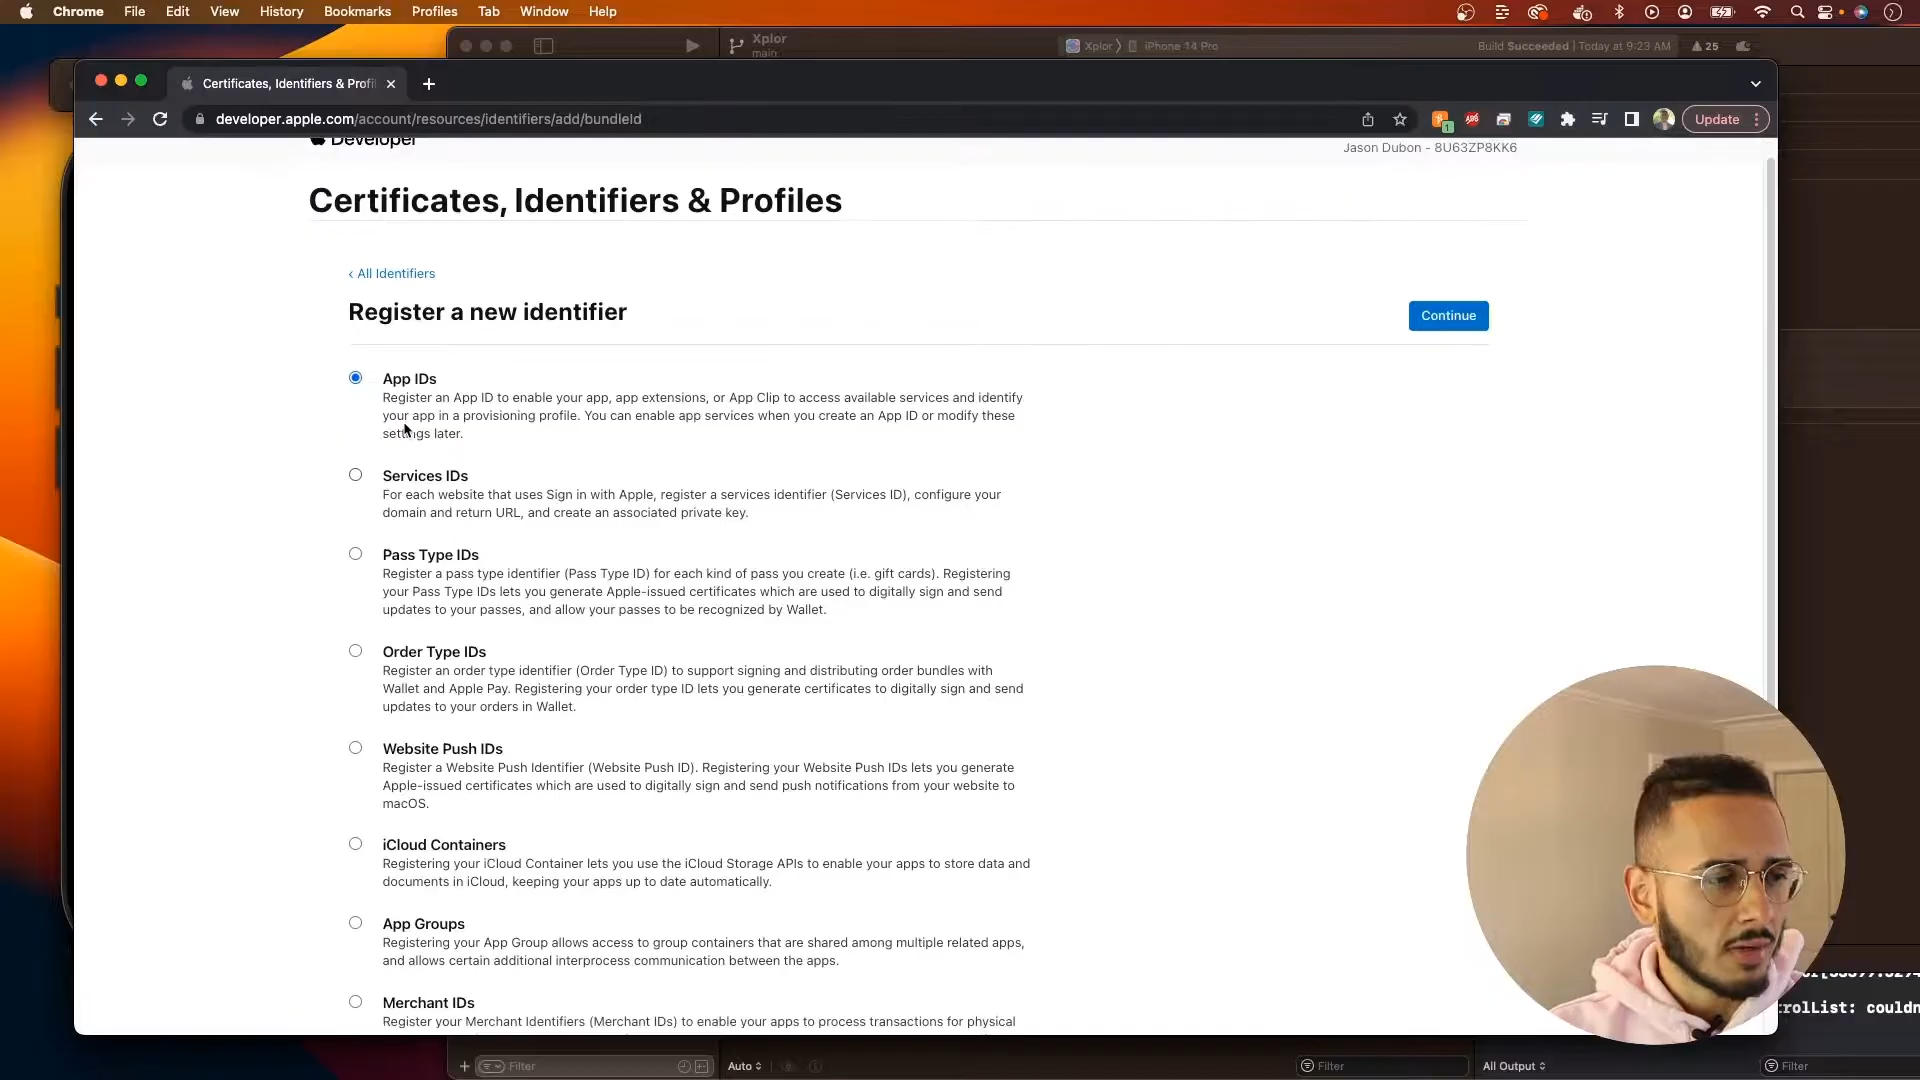 Chrome File Edit View History Bookmarks Profiles Tab Window Help
Xplor
main
Xplor iPhone 14 Pro
Build Succeeded | Today at 9:23 AM
25
Certificates, Identifiers & Profi
developer.apple.com/account/resources/identifiers/add/bundleId
1
ABP
Update
Developer
Jason Dubon - 8U63ZP8KK6
Certificates, Identifiers & Profiles
‹ All Identifiers
Register a new identifier
Continue
App IDs
Register an App ID to enable your app, app extensions, or App Clip to access available services and identify
your app in a provisioning profile. You can enable app services when you create an App ID or modify these
settings later.
Services IDs
For each website that uses Sign in with Apple, register a services identifier (Services ID), configure your
domain and return URL, and create an associated private key.
Pass Type IDs
Register a pass type identifier (Pass Type ID) for each kind of pass you create (i.e. gift cards). Registering
your Pass Type IDs lets you generate Apple-issued certificates which are used to digitally sign and send
updates to your passes, and allow your passes to be recognized by Wallet.
Order Type IDs
Register an order type identifier (Order Type ID) to support signing and distributing order bundles with
Wallet and Apple Pay. Registering your order type ID lets you generate certificates to digitally sign and send
updates to your orders in Wallet.
Website Push IDs
Register a Website Push Identifier (Website Push ID). Registering your Website Push IDs lets you generate
Apple-issued certificates which are used to digitally sign and send push notifications from your website to
macOS.
iCloud Containers
Registering your iCloud Container lets you use the iCloud Storage APIs to enable your apps to store data and
documents in iCloud, keeping your apps up to date automatically.
App Groups
Registering your App Group allows access to group containers that are shared among multiple related apps,
and allows certain additional interprocess communication between the apps.
Merchant IDs
Register your Merchant Identifiers (Merchant IDs) to enable your apps to process transactions for physical
trolList: couldn
Filter
Auto
Filter
All Output
Filter